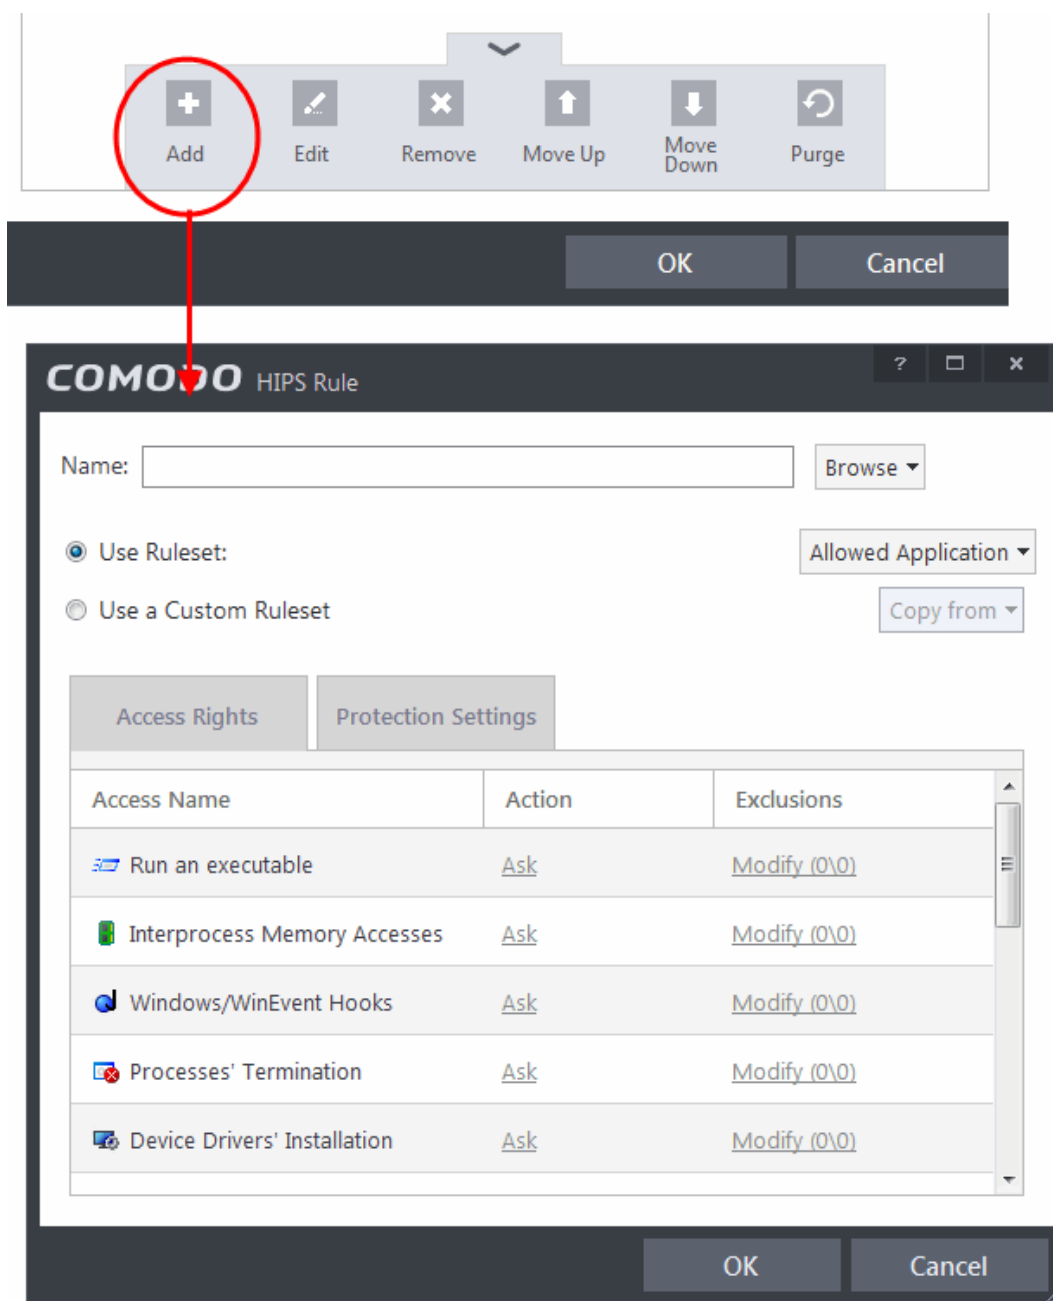 Add Edit Remove Move Up Move Down Purge
OK Cancel
COMODO HIPS Rule ?
Name: Browse
Use Ruleset: Allowed Application
Use a Custom Ruleset Copy from
Access Rights Protection Settings
Access Name Action Exclusions
Run an executable Ask Modify (0\0)
Interprocess Memory Accesses Ask Modify (0\0)
Windows/WinEvent Hooks Ask Modify (0\0)
Processes' Termination Ask Modify (0\0)
Device Drivers' Installation Ask Modify (0\0)
OK Cancel